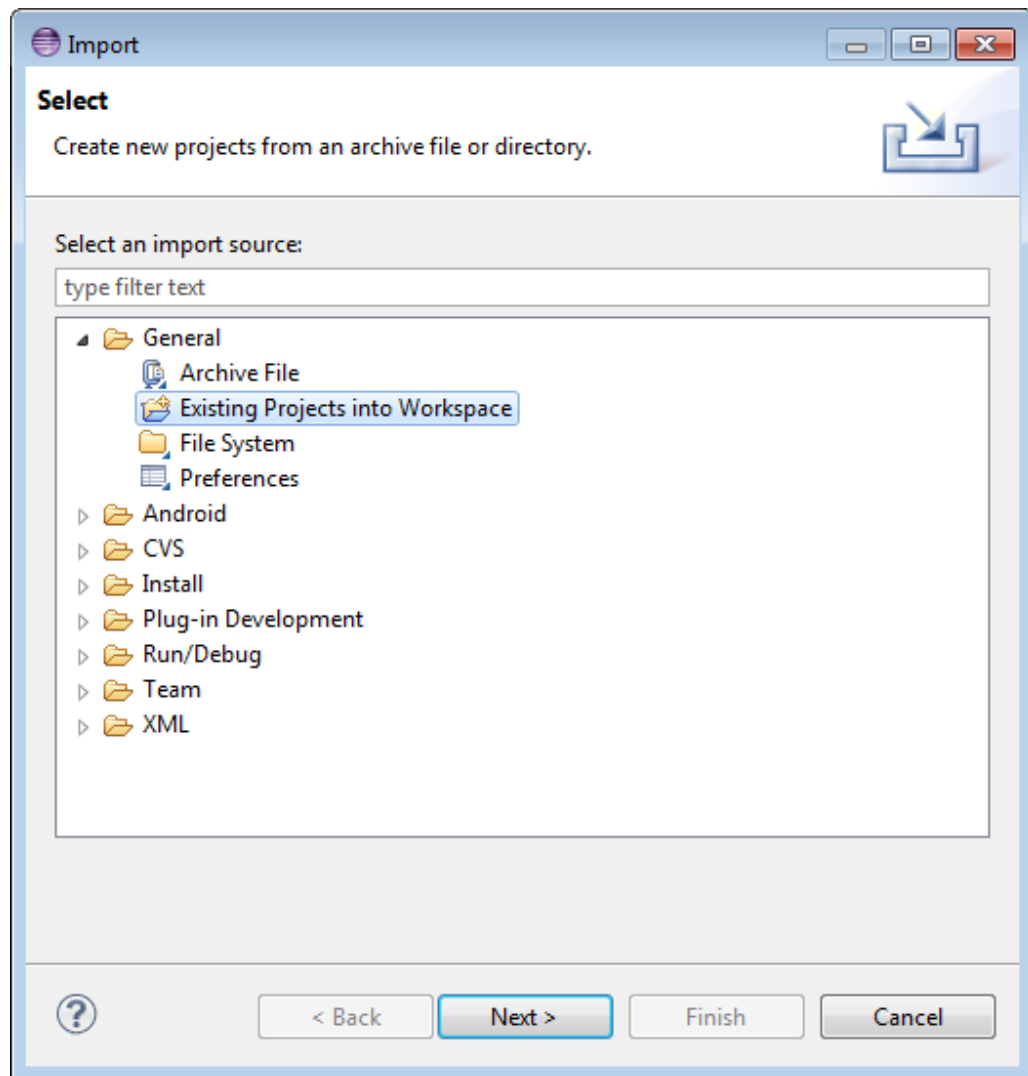 Import
Select
Create new projects from an archive file or directory.
Select an import source:
type filter text
General
Archive File
Existing Projects into Workspace
File System
Preferences
Android
CVS
Install
Plug-in Development
Run/Debug
Team
XML
? < Back Next > Finish Cancel